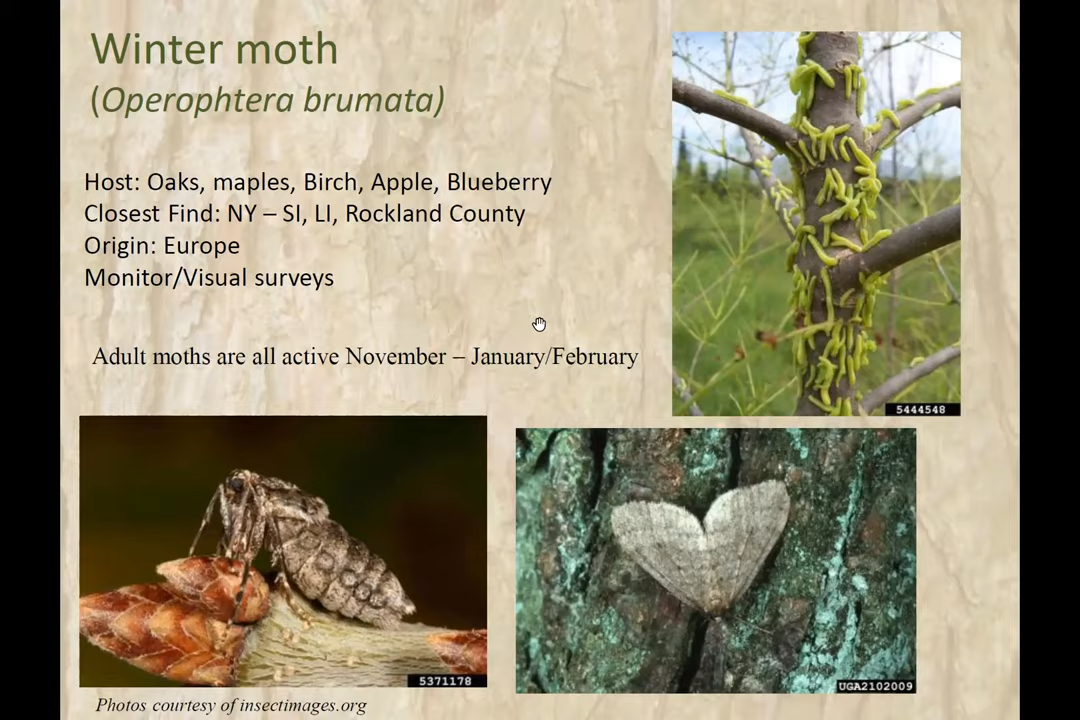 Winter moth
(Operophtera brumata)
Host: Oaks, maples, Birch, Apple, Blueberry
Closest Find: NY – SI, LI, Rockland County
Origin: Europe
Monitor/Visual surveys
Adult moths are all active November – January/February
5444548
5371178
UGA2102009
Photos courtesy of insectimages.org